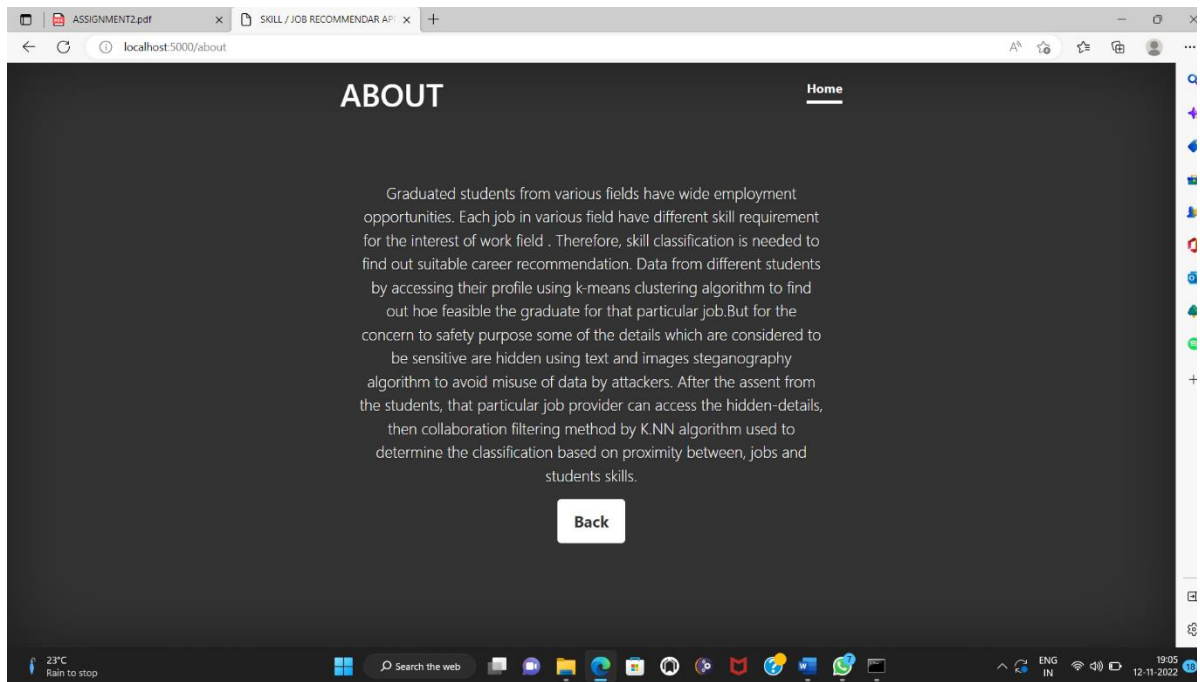 ASSIGNMENT2.pdf
SKILL / JOB RECOMMENDAR AP
localhost:5000/about
ABOUT
Home
Graduated students from various fields have wide employment
opportunities. Each job in various field have different skill requirement
for the interest of work field . Therefore, skill classification is needed to
find out suitable career recommendation. Data from different students
by accessing their profile using k-means clustering algorithm to find
out hoe feasible the graduate for that particular job.But for the
concern to safety purpose some of the details which are considered to
be sensitive are hidden using text and images steganography
algorithm to avoid misuse of data by attackers. After the assent from
the students, that particular job provider can access the hidden-details,
then collaboration filtering method by K.NN algorithm used to
determine the classification based on proximity between, jobs and
students skills.
Back
23°C
Rain to stop
Search the web
ENG
IN
19:05
12-11-2022
18